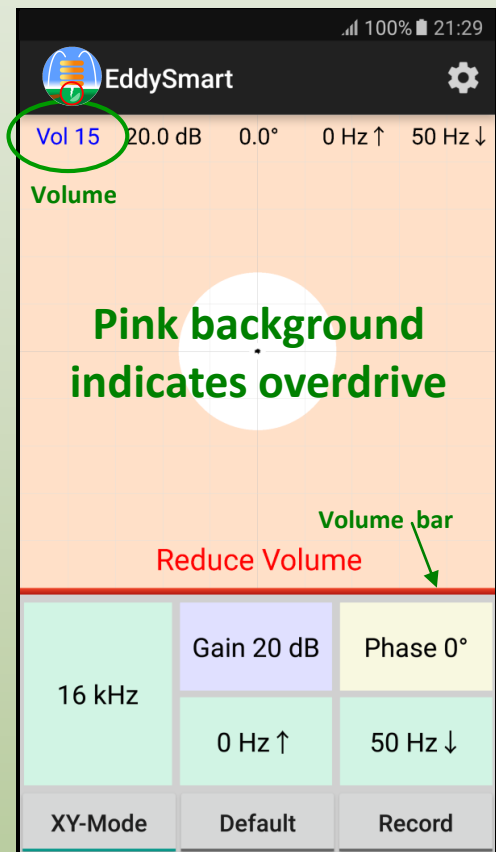 100% 21:29
EddySmart
Vol 15 20.0 dB 0.0° 0 Hz↑ 50 Hz↓
Volume
Pink background
indicates overdrive
Volume bar
Reduce Volume
Gain 20 dB Phase 0°
16 kHz
0 Hz↑ 50 Hz↓
XY-Mode Default Record